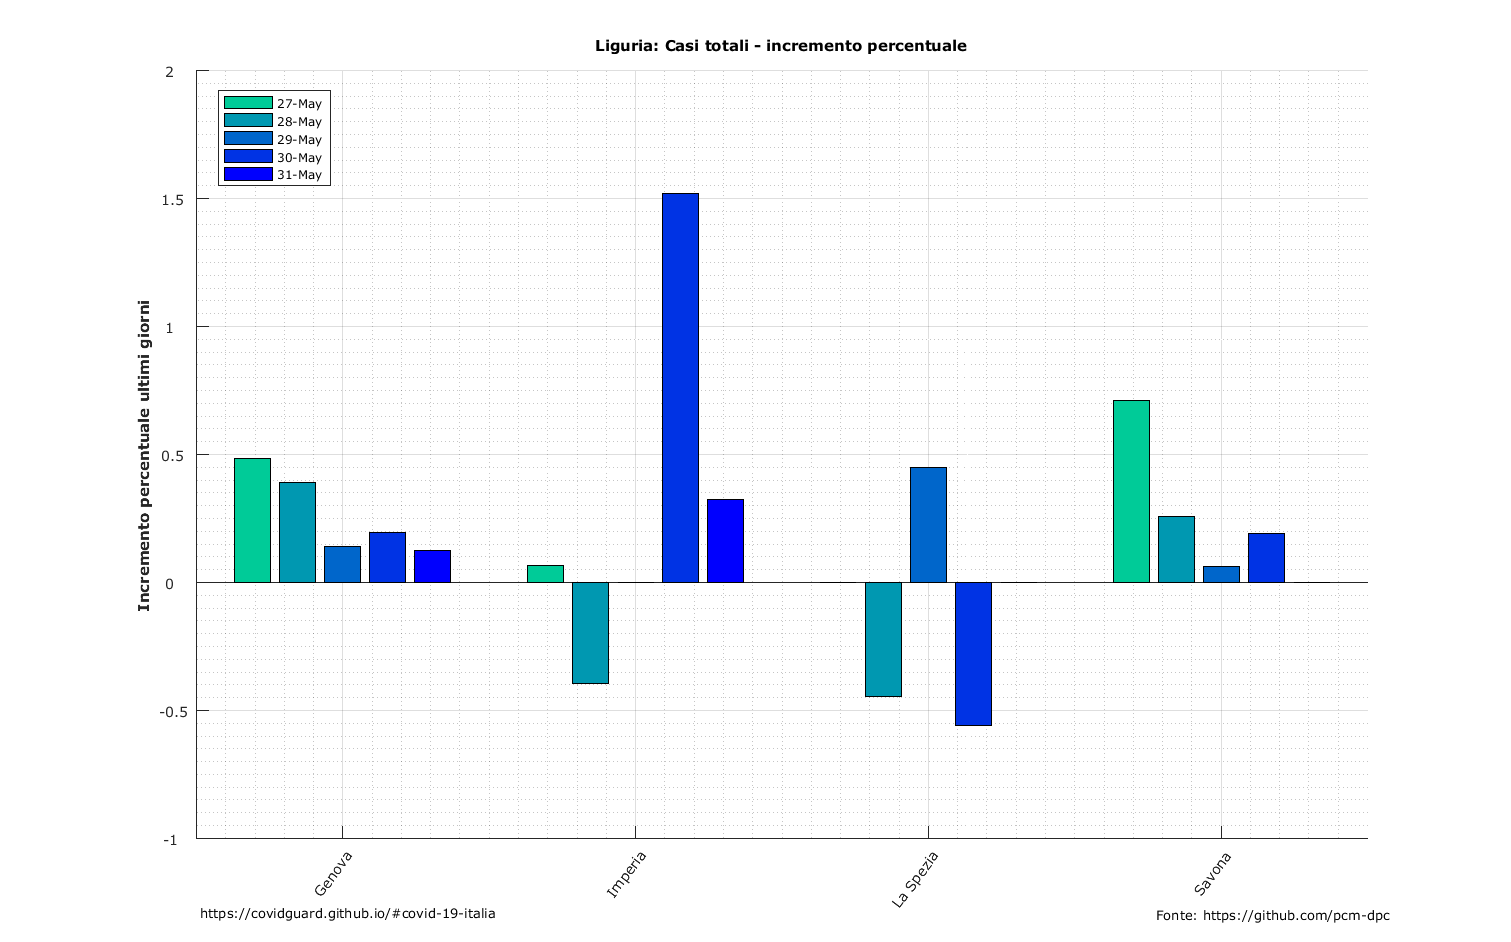 Liguria: Casi totali - incremento percentuale
2
27-May
28-May
29-May
30-May
31-May
1.5
1
0.5
0
-0.5
-1
Incremento percentuale ultimi giorni
Genova
Imperia
La Spezia
Savona
https://covidguard.github.io/#covid-19-italia
Fonte: https://github.com/pcm-dpc